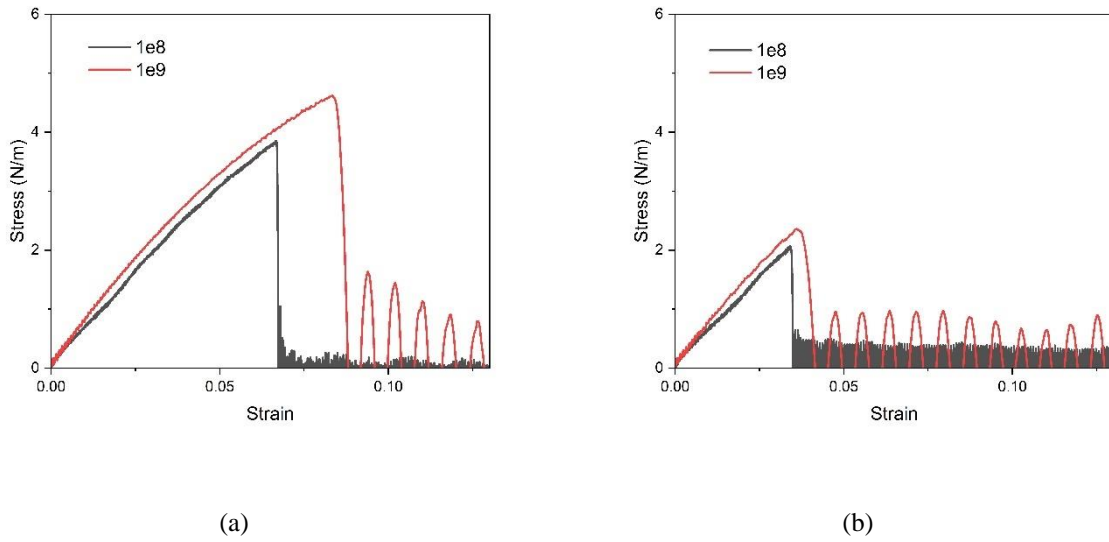 6
4
2
0
Stress (N/m)
1e8
1e9
0.00
0.05
0.10
Strain
(a)
6
4
2
0
Stress (N/m)
1e8
1e9
0.00
0.05
0.10
Strain
(b)